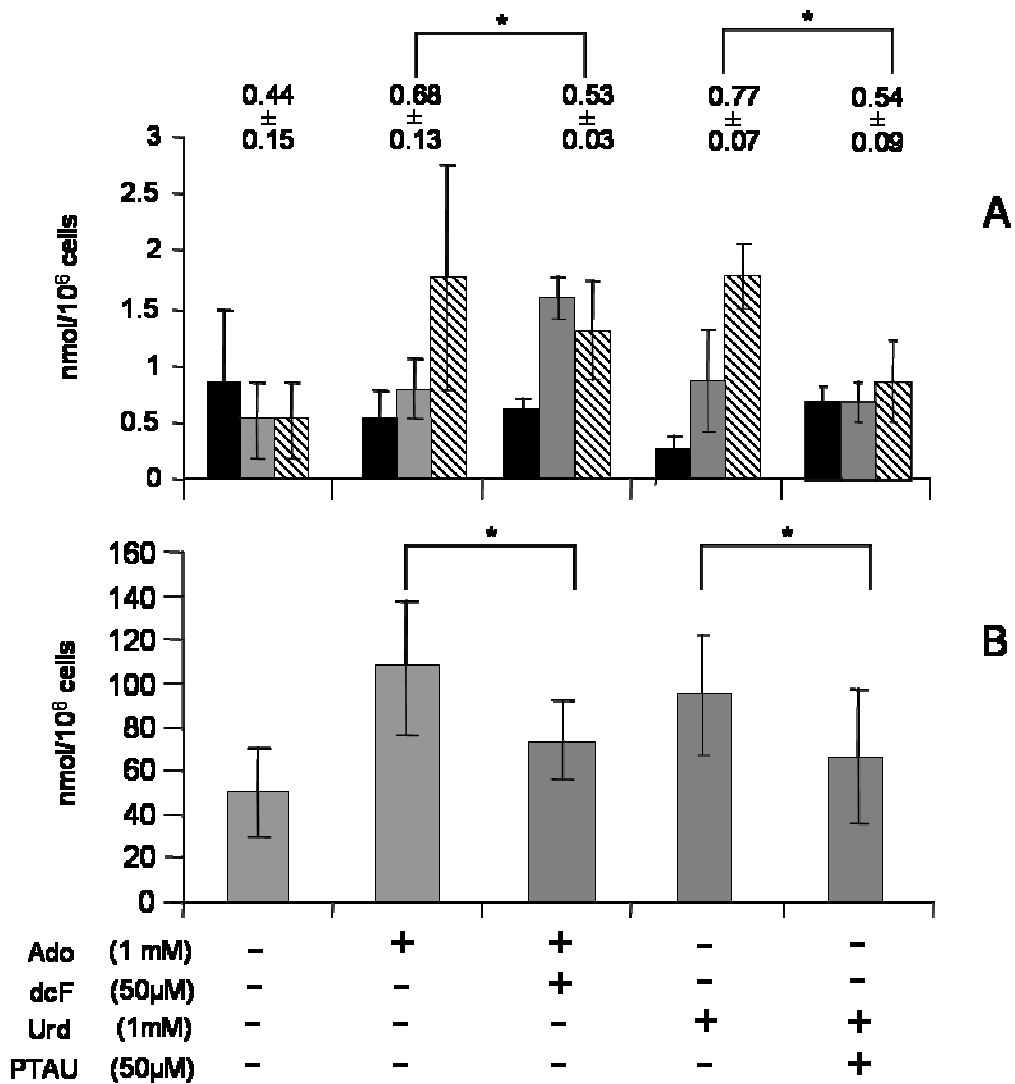 * *
0.44 0.68 0.53 0.77 0.54
± ± ± ± ±
0.15 0.13 0.03 0.07 0.09
3
2.5
2
1.5
1
0.5
0
nmol/10⁶ cells
A
* *
160
140
120
100
80
60
40
20
0
nmol/10⁶ cells
B
Ado (1 mM) – + + – –
dcF (50µM) – – + – –
Urd (1mM) – – – + +
PTAU (50µM) – – – – +